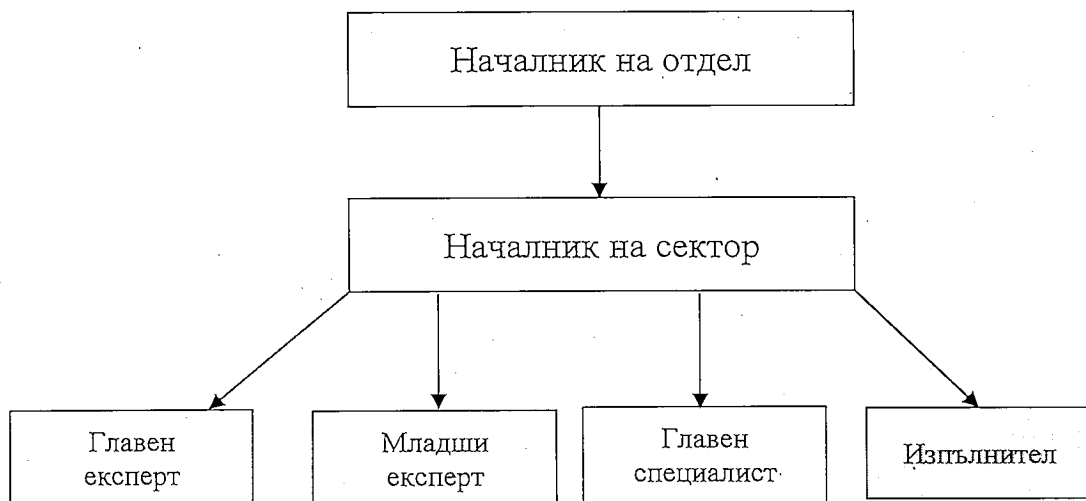 Началник на отдел
Началник на сектор
Главен
експерт
Младши
експерт
Главен
специалист
Изпълнител